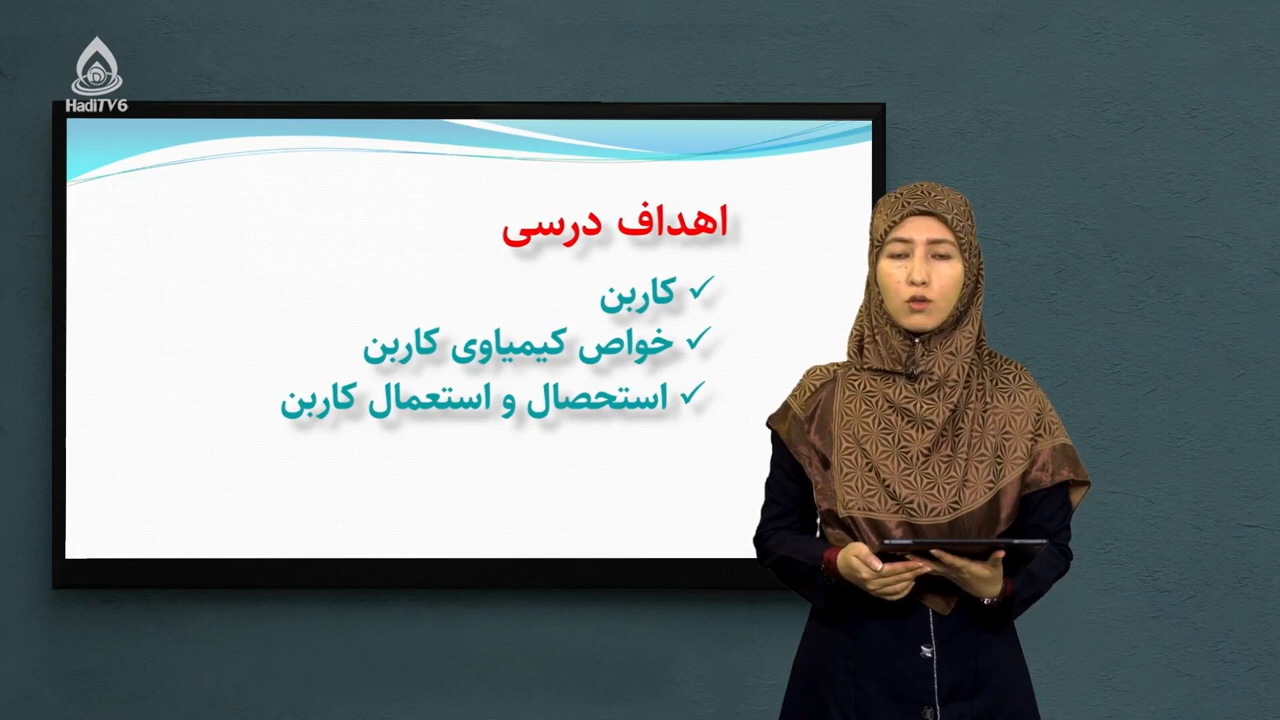 HadiTV6
اهداف درسی
کاربن
خواص کیمیاوی کاربن
استحصال و استعمال کاربن